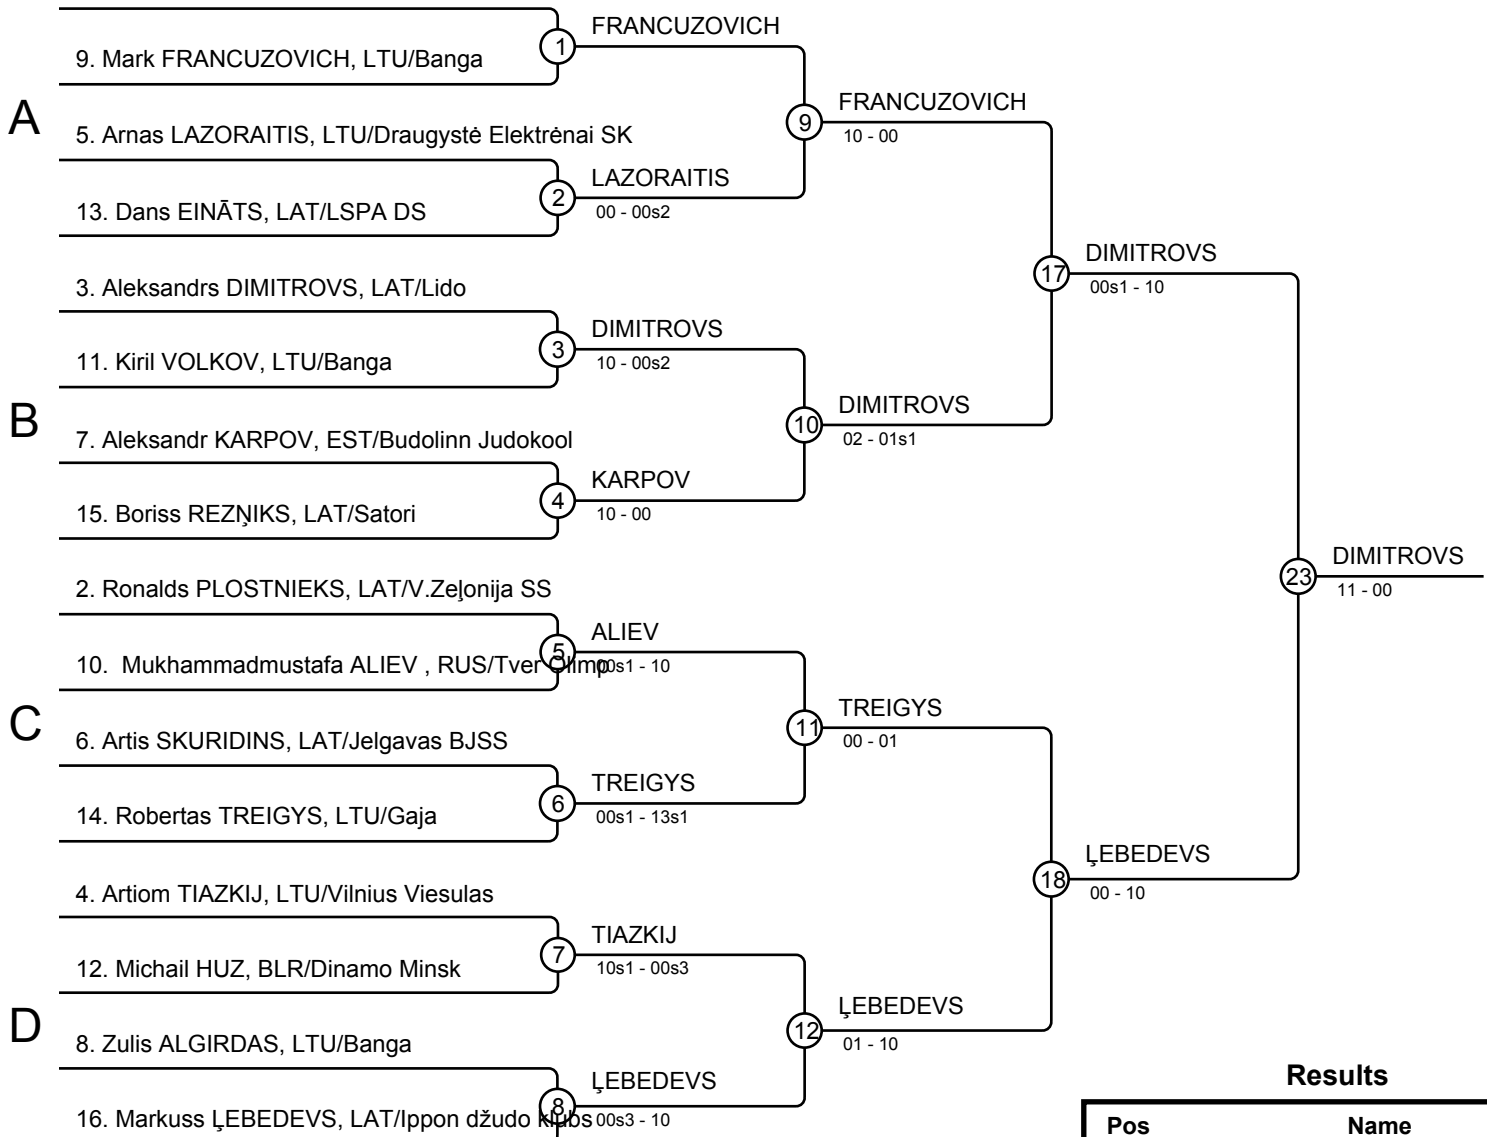 FRANCUZOVICH
1
9. Mark FRANCUZOVICH, LTU/Banga
A
FRANCUZOVICH
9
10 - 00
5. Arnas LAZORAITIS, LTU/Draugystė Elektrėnai SK
LAZORAITIS
2
00 - 00s2
13. Dans EINĀTS, LAT/LSPA DS
DIMITROVS
17
00s1 - 10
3. Aleksandrs DIMITROVS, LAT/Lido
DIMITROVS
3
10 - 00s2
11. Kiril VOLKOV, LTU/Banga
B
DIMITROVS
10
02 - 01s1
7. Aleksandr KARPOV, EST/Budolinn Judokool
KARPOV
4
10 - 00
15. Boriss REZŅIKS, LAT/Satori
DIMITROVS
23
11 - 00
2. Ronalds PLOSTNIEKS, LAT/V.Zeļonija SS
ALIEV
5
00s1 - 10
10. Mukhammadmustafa ALIEV , RUS/Tver Olimp
C
TREIGYS
11
00 - 01
6. Artis SKURIDINS, LAT/Jelgavas BJSS
TREIGYS
6
00s1 - 13s1
14. Robertas TREIGYS, LTU/Gaja
ĻEBEDEVS
18
00 - 10
4. Artiom TIAZKIJ, LTU/Vilnius Viesulas
TIAZKIJ
7
10s1 - 00s3
12. Michail HUZ, BLR/Dinamo Minsk
D
ĻEBEDEVS
12
01 - 10
8. Zulis ALGIRDAS, LTU/Banga
ĻEBEDEVS
8
00s3 - 10
16. Markuss ĻEBEDEVS, LAT/Ippon džudo klubs
Results
Pos Name